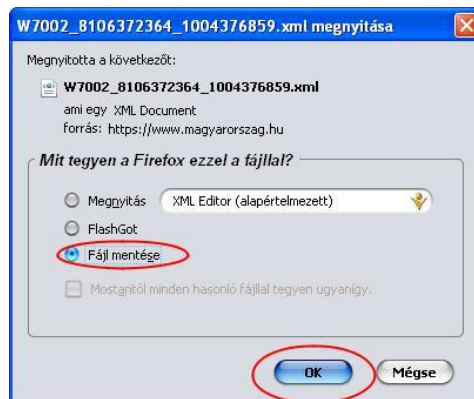 W7002_8106372364_1004376859.xml megnyitása
Megnyitotta a következőt:
W7002_8106372364_1004376859.xml
ami egy XML Document
forrás: https://www.magyarorszag.hu
Mit tegyen a Firefox ezzel a fájllal?
Megnyitás XML Editor (alapértelmezett)
FlashGot
Fájl mentése
Mostantól minden hasonló fájllal tegyen ugyanígy.
OK Mégse